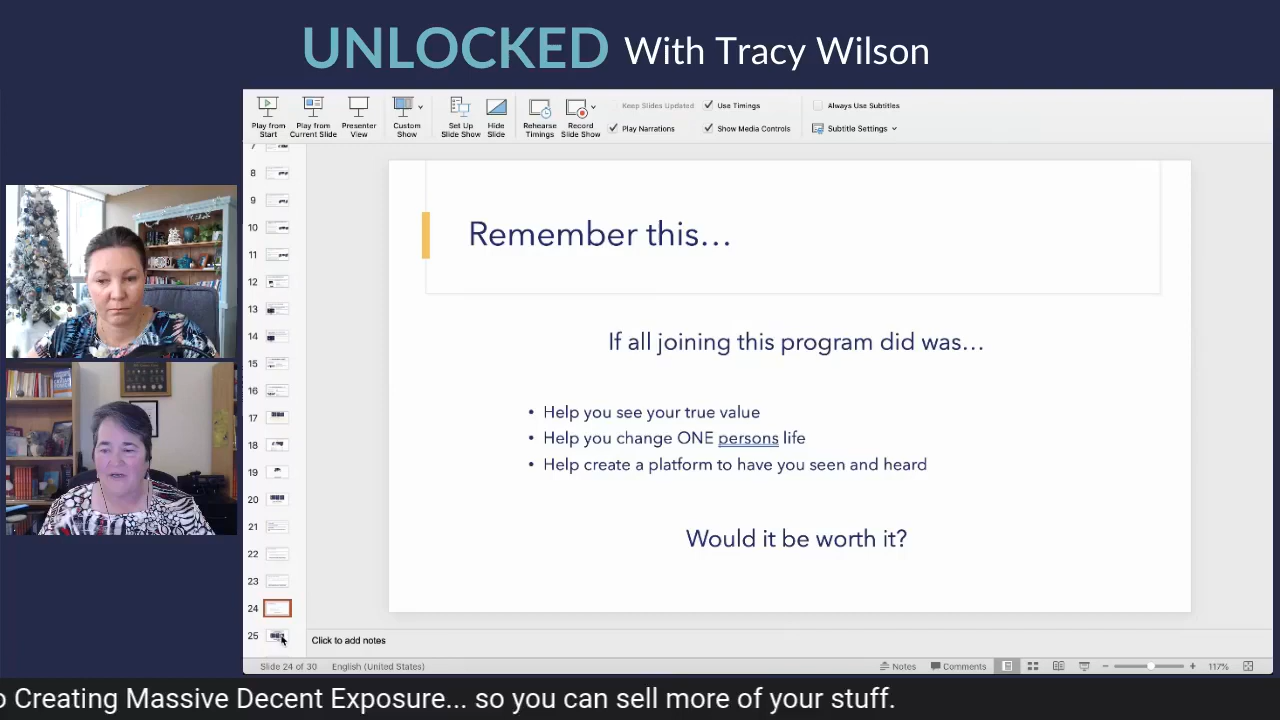 UNLOCKED With Tracy Wilson
Play from Start
Play from Current Slide
Presenter View
Custom Show
Set Up Slide Show
Hide Slide
Rehearse Timings
Record Slide Show
Keep Slides Updated
Use Timings
Play Narrations
Show Media Controls
Always Use Subtitles
Subtitle Settings
7
8
9
10
11
12
13
14
15
16
17
18
19
20
21
22
23
24
25
Remember this…
If all joining this program did was…
• Help you see your true value
• Help you change ONE persons life
• Help create a platform to have you seen and heard
Would it be worth it?
Click to add notes
Slide 24 of 30 English (United States) Notes Comments 117%
o Creating Massive Decent Exposure... so you can sell more of your stuff.